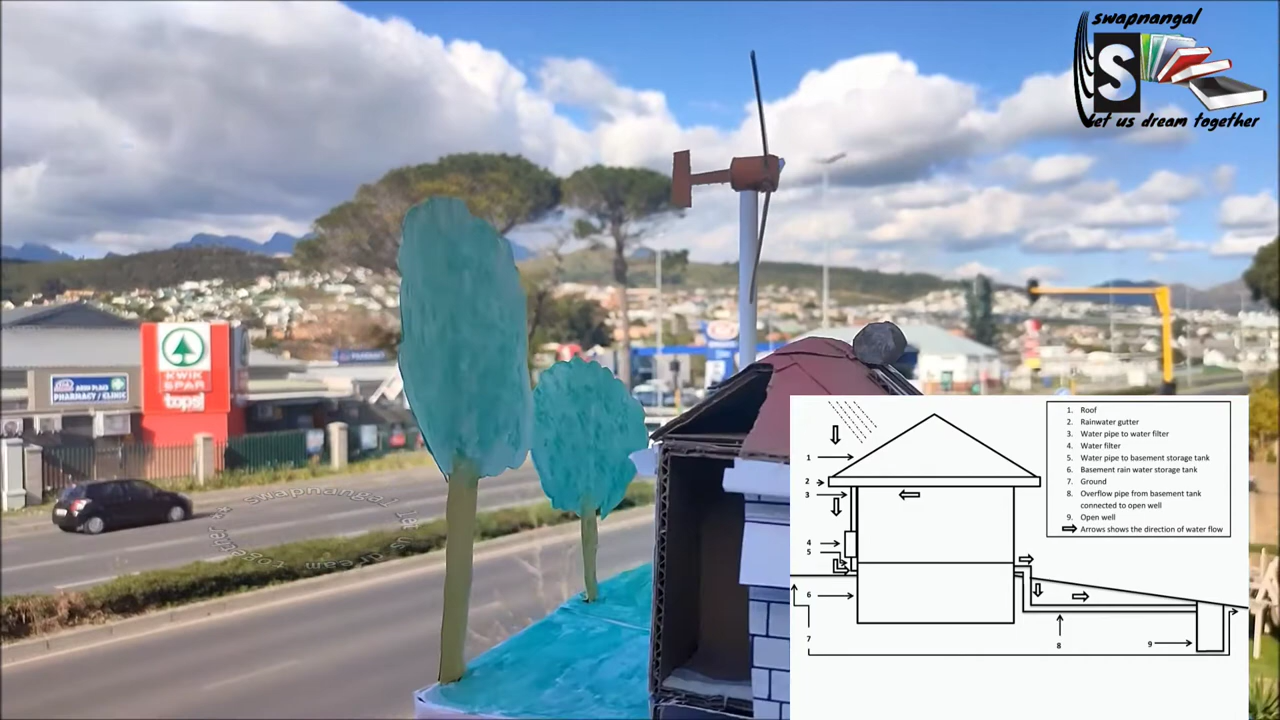 swapnangal
S
let us dream together
KWIK
SPAR
tops!
PHARMACY / CLINIC
swapnangal let us dream together
1. Roof
2. Rainwater gutter
3. Water pipe to water filter
4. Water filter
5. Water pipe to basement storage tank
6. Basement rain water storage tank
7. Ground
8. Overflow pipe from basement tank
connected to open well
9. Open well
Arrows shows the direction of water flow
1
2
3
4
5
6
7
8
9